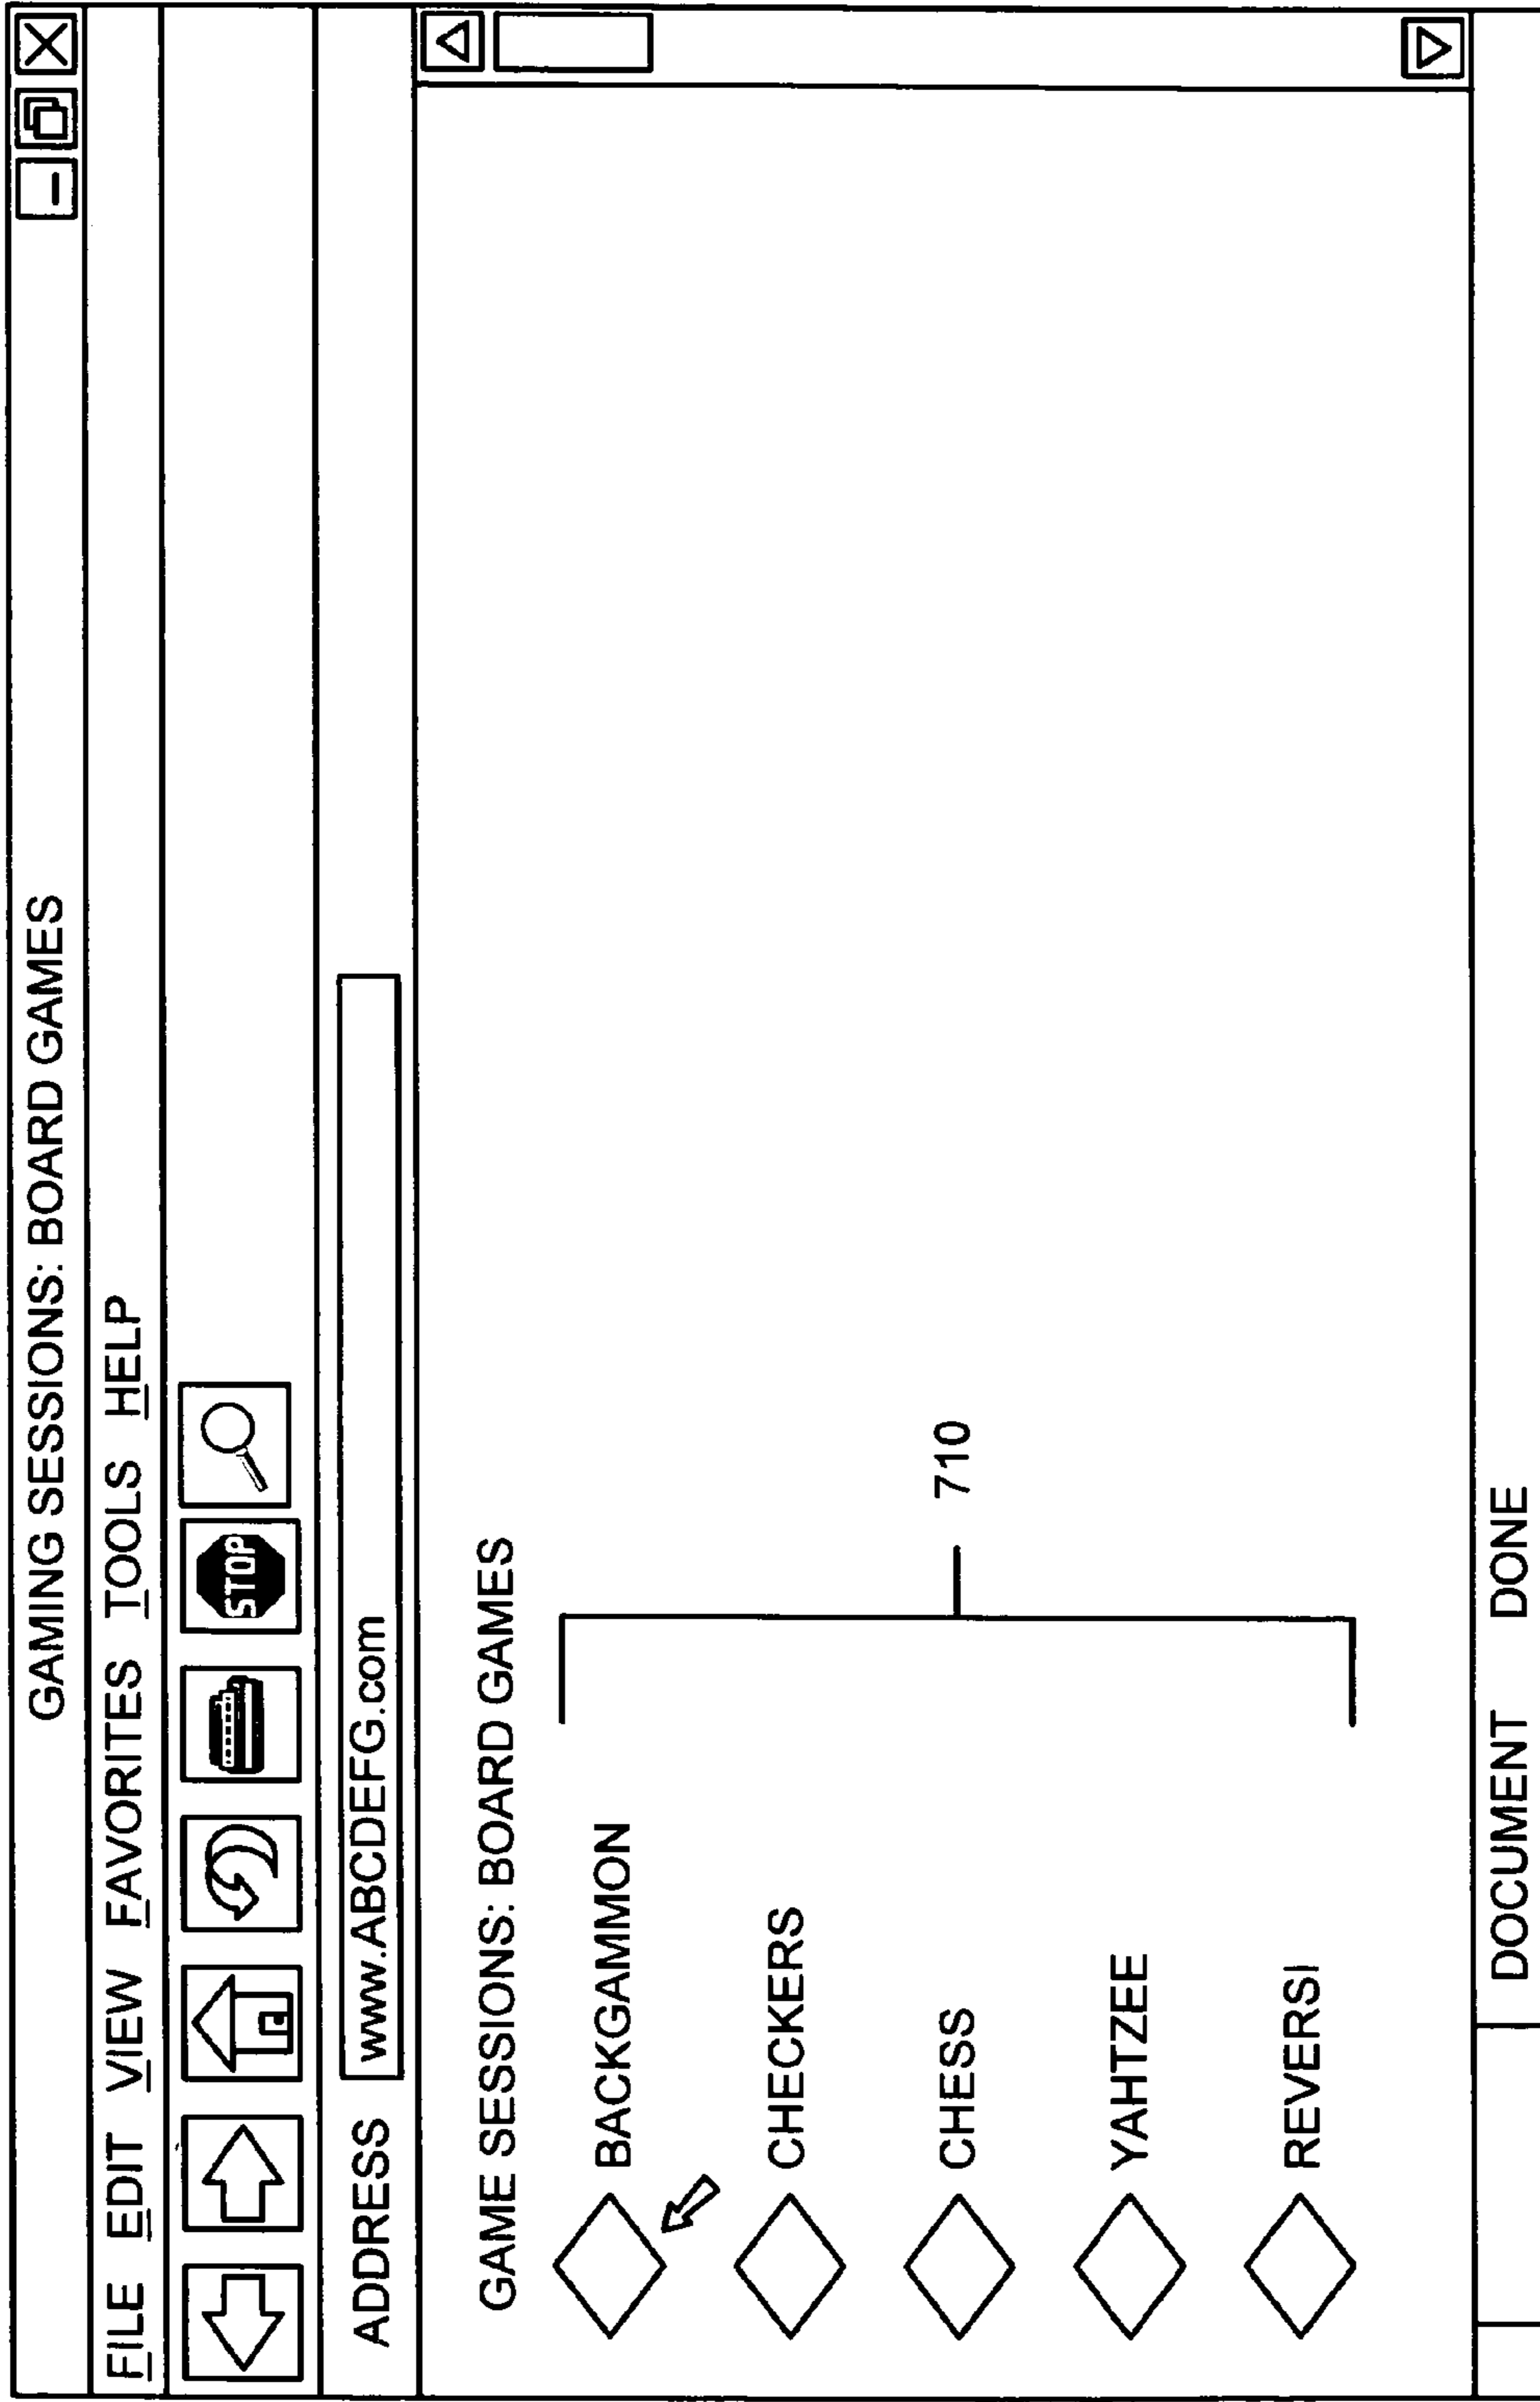 GAMING SESSIONS: BOARD GAMES
FILE EDIT VIEW FAVORITES TOOLS HELP
STOP
ADDRESS www.ABCDEFG.com
GAME SESSIONS: BOARD GAMES
BACKGAMMON
CHECKERS
CHESS
710
YAHTZEE
REVERSI
DOCUMENT DONE